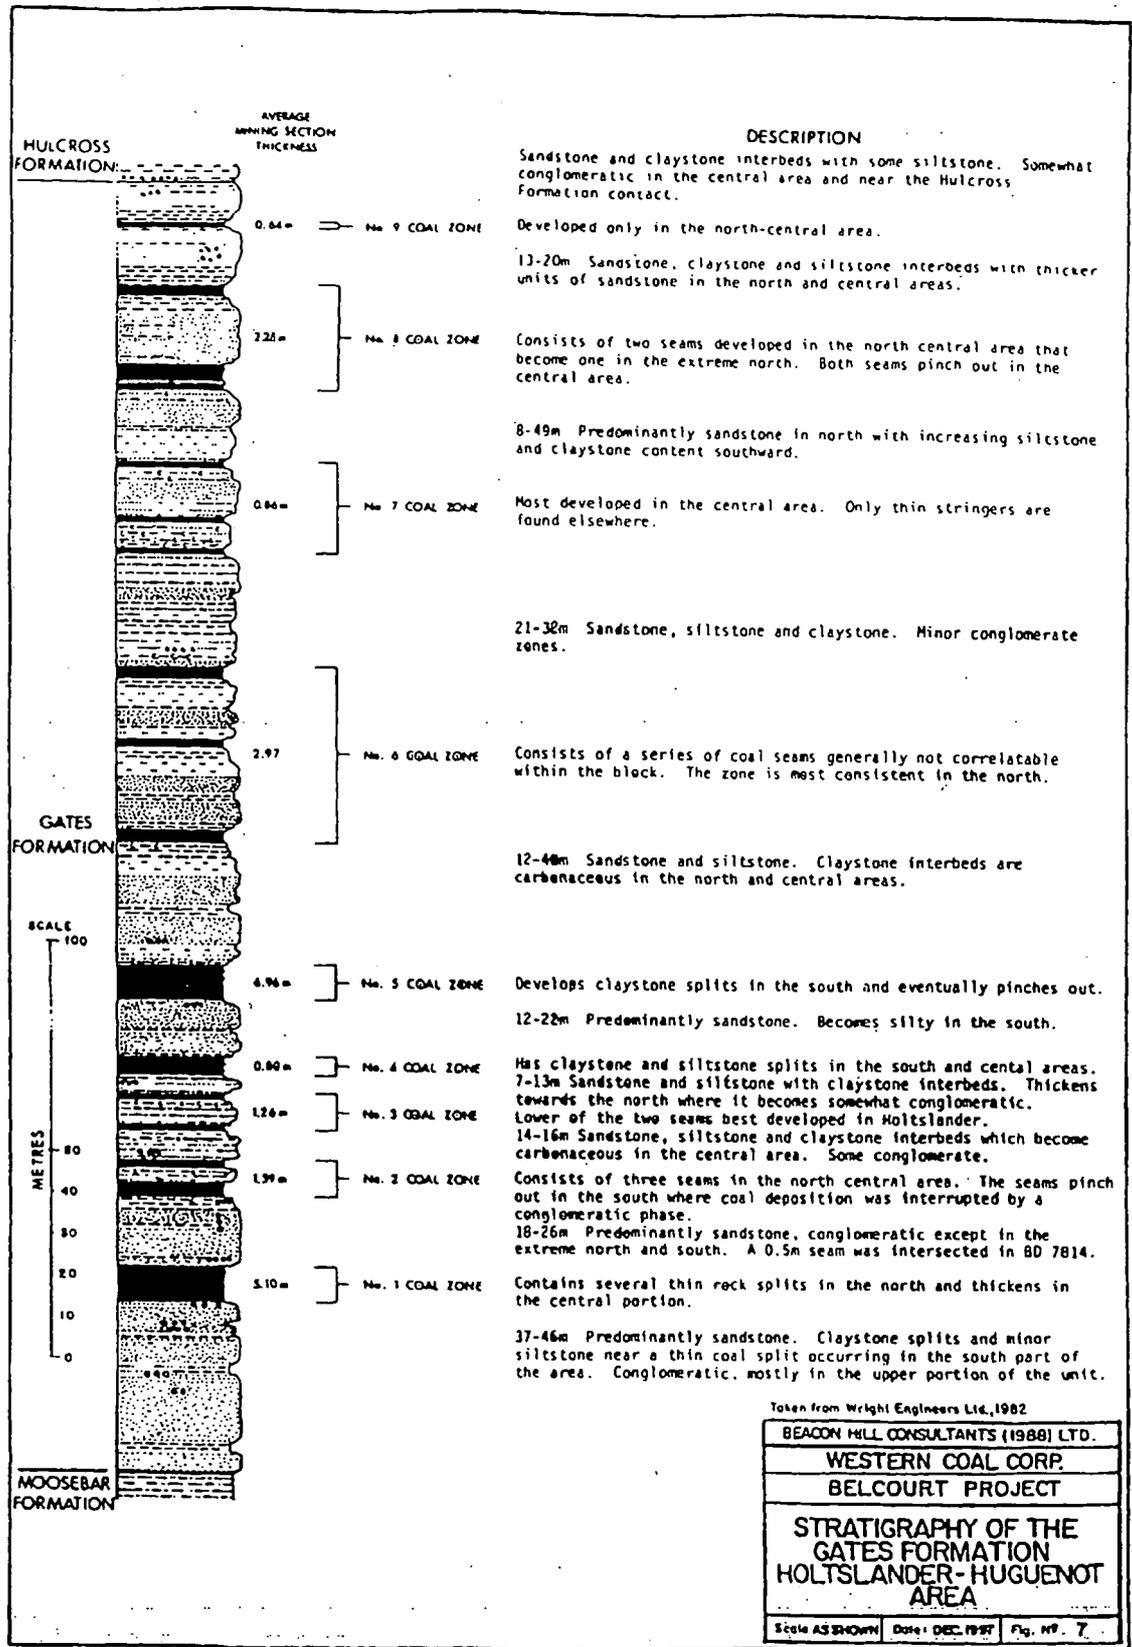 AVERAGE
MINING SECTION
THICKNESS
DESCRIPTION
HULCROSS
FORMATION
Sandstone and claystone interbeds with some siltstone. Somewhat
conglomeratic in the central area and near the Hulcross
Formation contact.
No 9 COAL ZONE
Developed only in the north-central area.
13-20m Sandstone, claystone and siltstone interbeds with thicker
units of sandstone in the north and central areas.
No 8 COAL ZONE
Consists of two seams developed in the north central area that
become one in the extreme north. Both seams pinch out in the
central area.
8-49m Predominantly sandstone in north with increasing siltstone
and claystone content southward.
No 7 COAL ZONE
Most developed in the central area. Only thin stringers are
found elsewhere.
Sandstone, siltstone and claystone. Minor conglomerate
zones.
2.97
No. 6 COAL ZONE
Consists of a series of coal seams generally not correlatable
within the block. The zone is most consistent in the north.
GATES
FORMATION
Sandstone and siltstone. Claystone interbeds are
carbonaceous in the north and central areas.
SCALE
100
No. 5 COAL ZONE
Develops claystone splits in the south and eventually pinches out.
12-22m Predominantly sandstone. Becomes silty in the south.
No. 4 COAL ZONE
Has claystone and siltstone splits in the south and cental areas.
7-13m Sandstone and siltstone with claystone interbeds. Thickens
towards the north where it becomes somewhat conglomeratic.
1.26m
No. 3 COAL ZONE
Lower of the two seams best developed in Holtslander.
14-16m Sandstone, siltstone and claystone interbeds which become
carbonaceous in the central area. Some conglomerate.
METRES
40
30
20
10
0
1.39m
No. 2 COAL ZONE
Consists of three seams in the north central area. The seams pinch
out in the south where coal deposition was interrupted by a
conglomeratic phase.
18-26m Predominantly sandstone, conglomeratic except in the
extreme north and south. A 0.5m seam was intersected in BD 7814.
5.10m
No. 1 COAL ZONE
Contains several thin rock splits in the north and thickens in
the central portion.
37-46m Predominantly sandstone. Claystone splits and minor
siltstone near a thin coal split occurring in the south part of
the area. Conglomeratic, mostly in the upper portion of the unit.
MOOSEBAR
FORMATION
Taken from Wright Engineers Ltd., 1982
BEACON HILL CONSULTANTS (1988) LTD.
WESTERN COAL CORP.
BELCOURT PROJECT
STRATIGRAPHY OF THE
GATES FORMATION
HOLTSLANDER-HUGUENOT
AREA
Scale AS SHOWN
Date: DEC.
Fig. Nº. 7